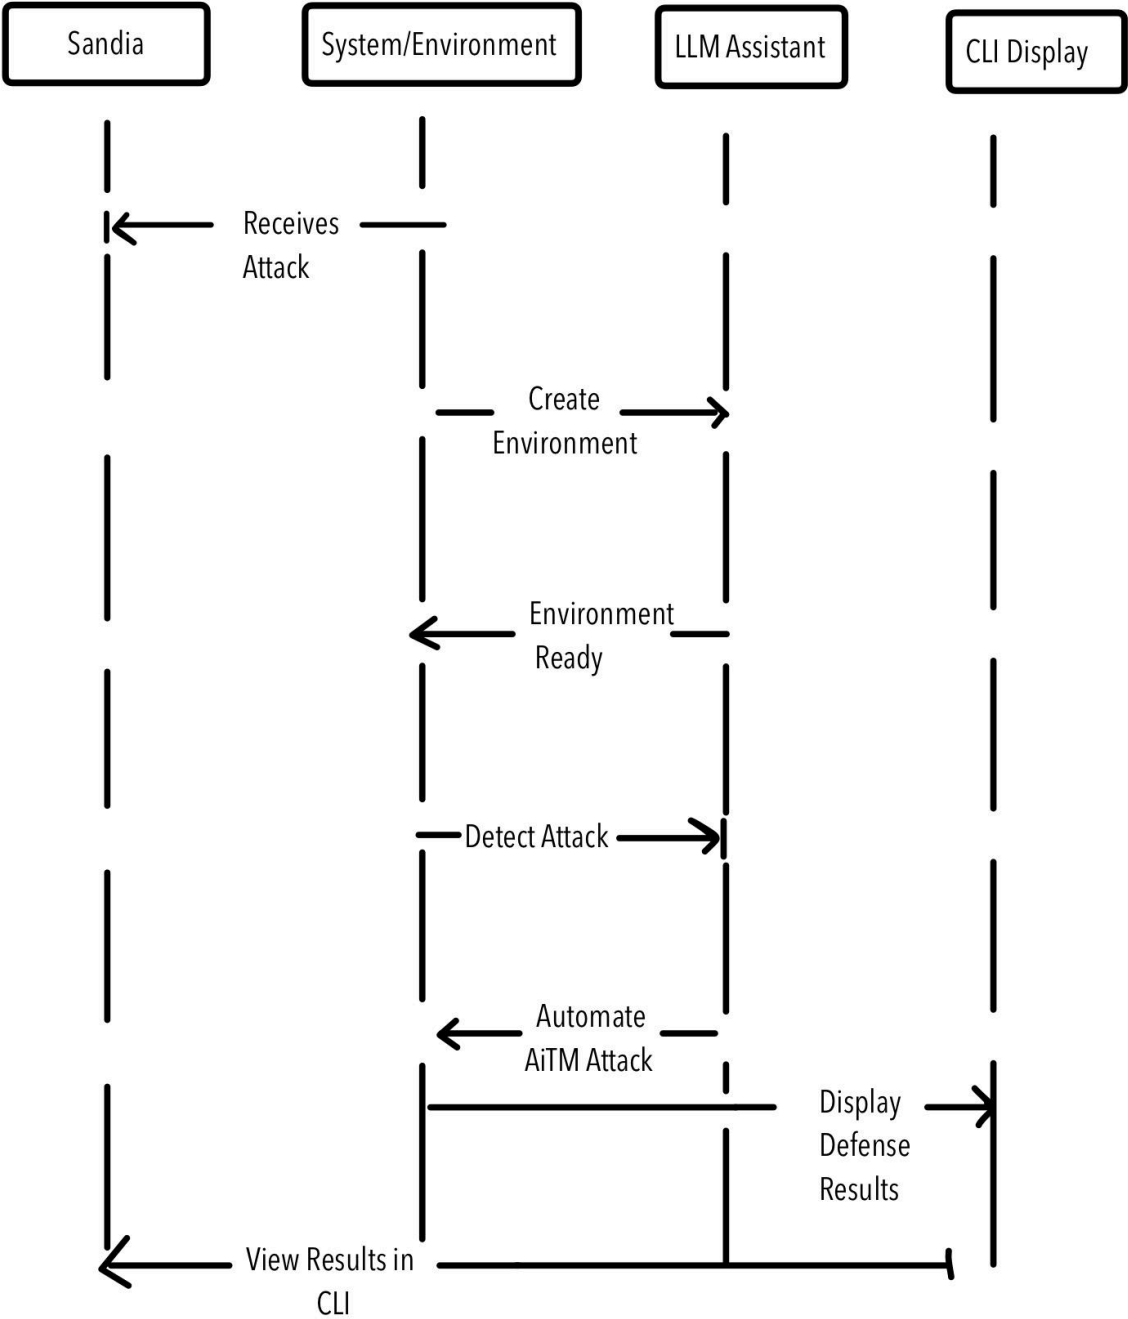 Sandia
System/Environment
LLM Assistant
CLI Display
Receives
Attack
Create
Environment
Environment
Ready
Detect Attack
Automate
AiTM Attack
Display
Defense
Results
View Results in
CLI